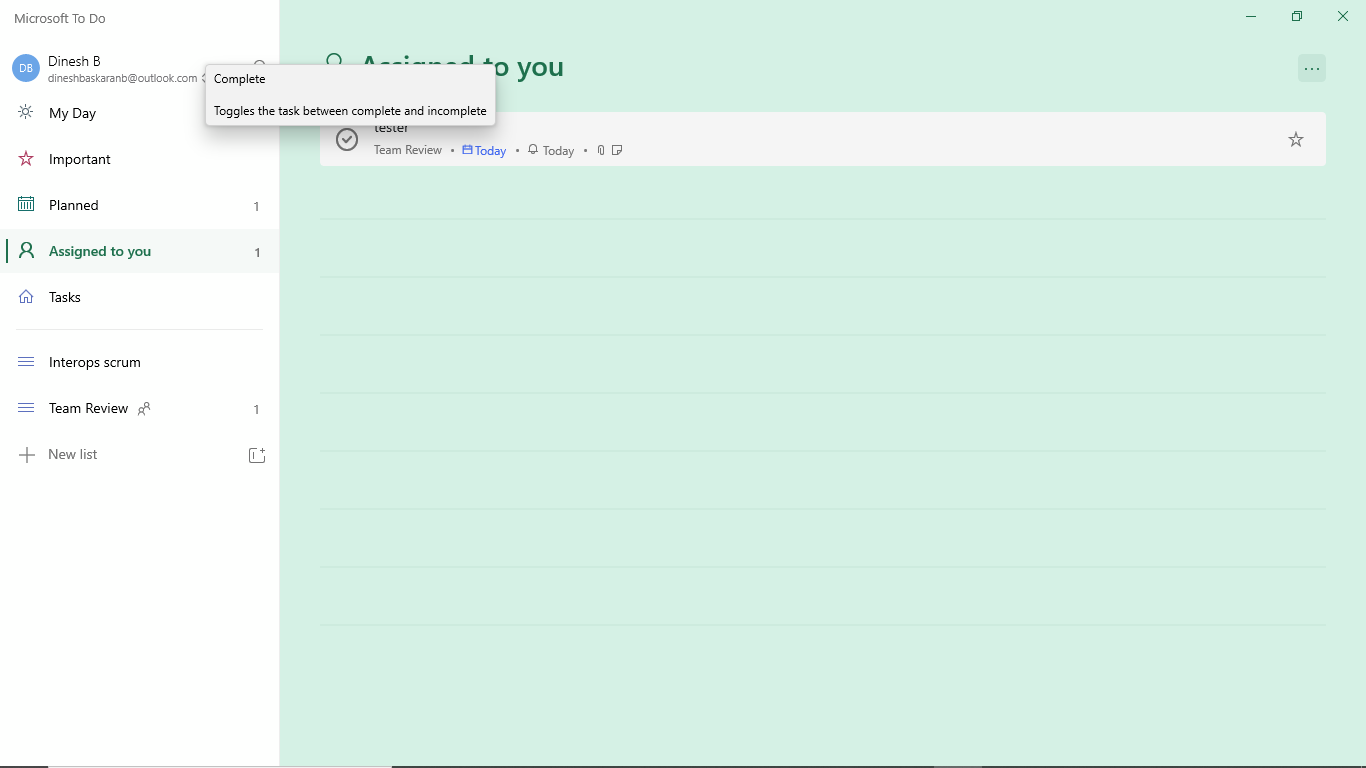 Microsoft To Do
DB
Dinesh B
dineshbaskaranb@outlook.com
My Day
Important
Planned 1
Assigned to you 1
Tasks
Interops scrum
Team Review 1
New list
Assigned to you
Complete
Toggles the task between complete and incomplete
tester
Team Review • Today • Today •